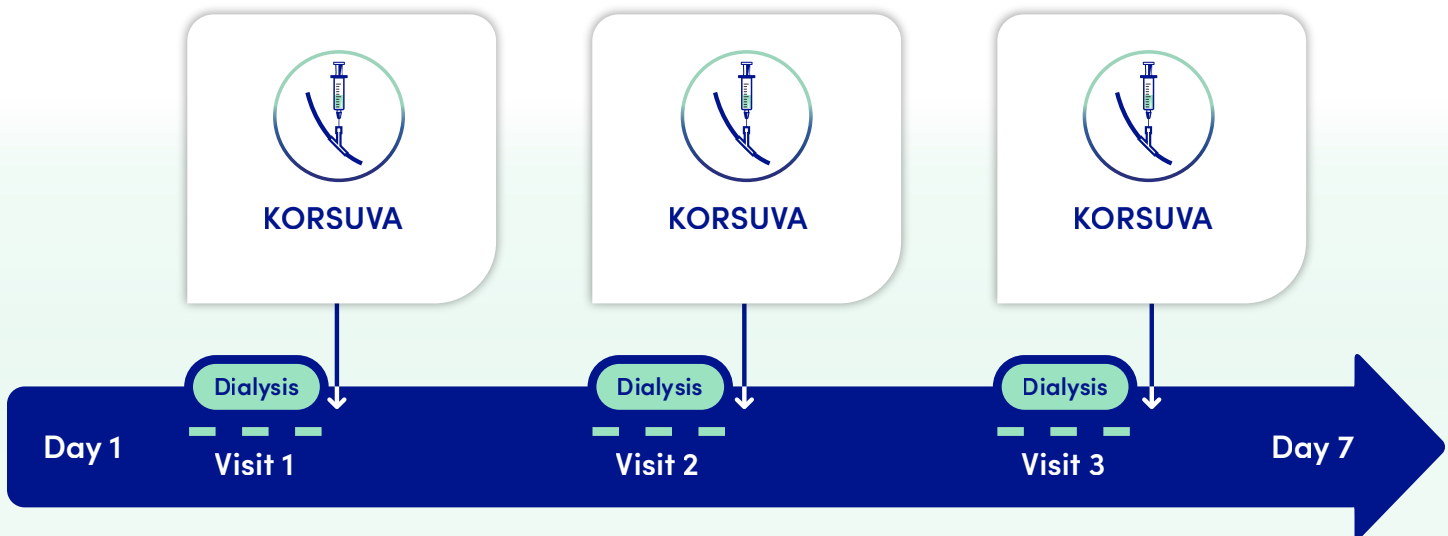 KORSUVA
KORSUVA
KORSUVA
Dialysis
Dialysis
Dialysis
Day 1
Visit 1
Visit 2
Visit 3
Day 7